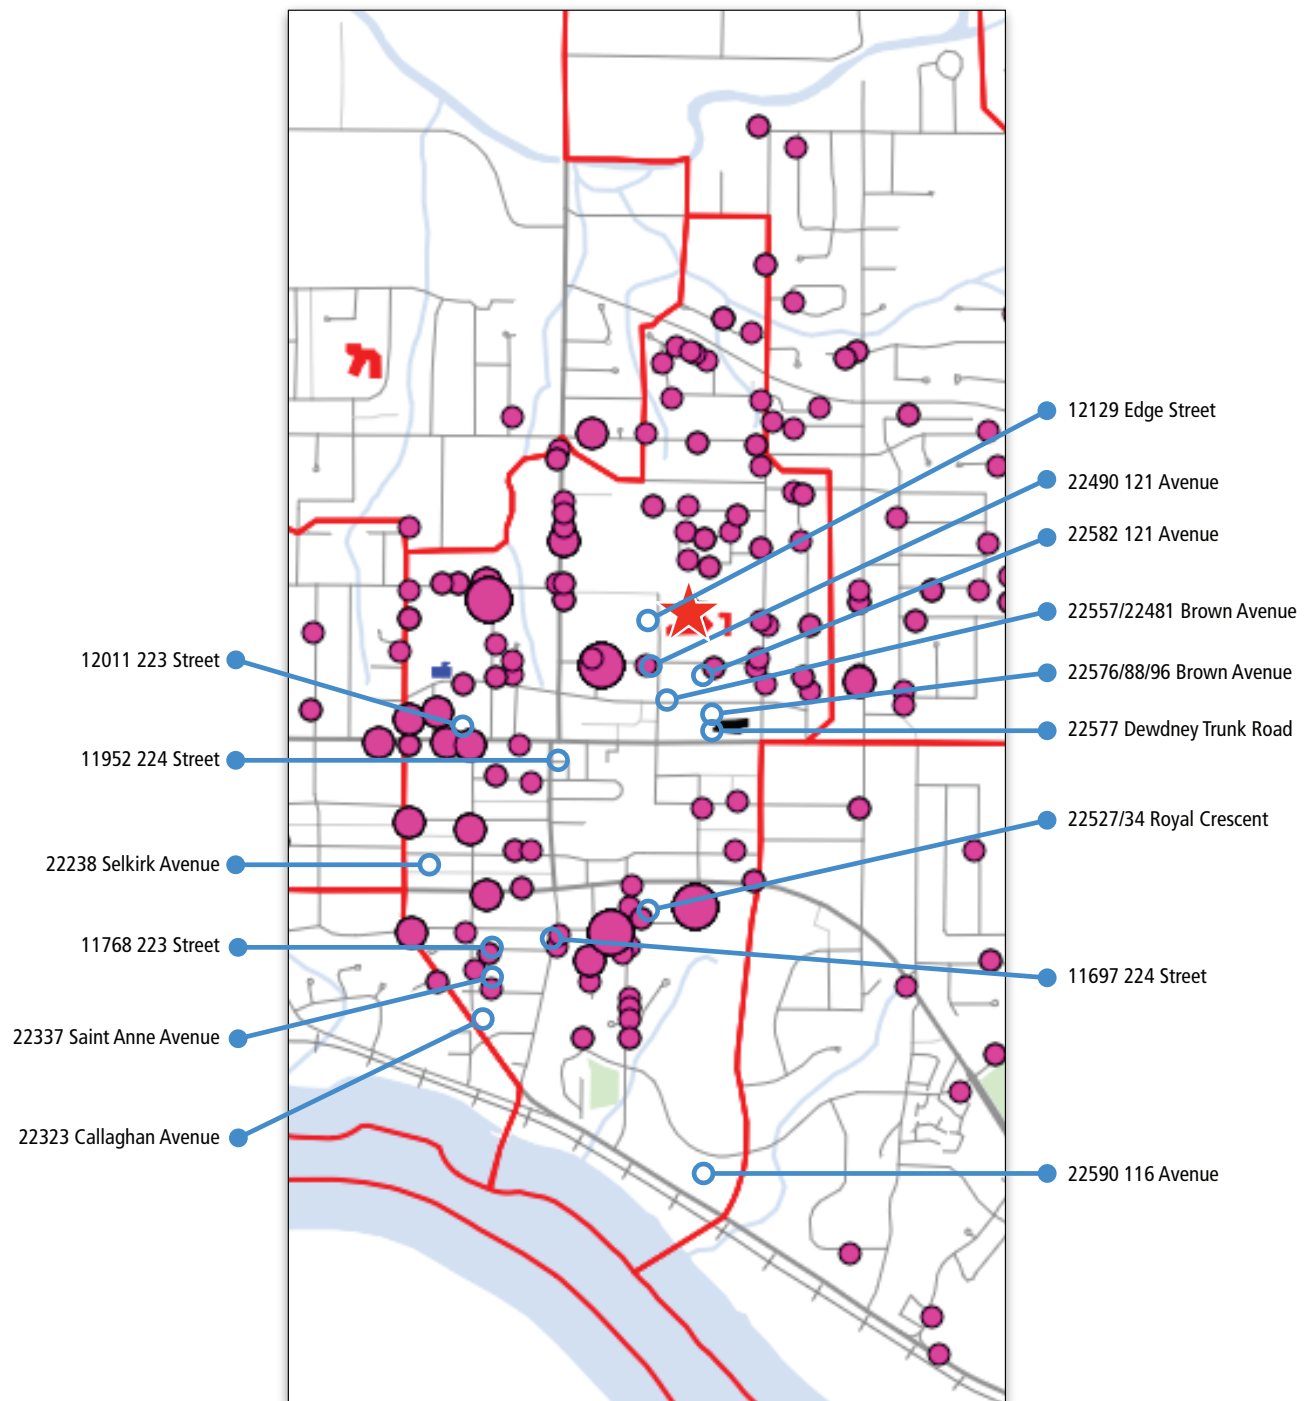 12129 Edge Street
22490 121 Avenue
22582 121 Avenue
22557/22481 Brown Avenue
12011 223 Street
22576/88/96 Brown Avenue
22577 Dewdney Trunk Road
11952 224 Street
22527/34 Royal Crescent
22238 Selkirk Avenue
11768 223 Street
11697 224 Street
22337 Saint Anne Avenue
22323 Callaghan Avenue
22590 116 Avenue